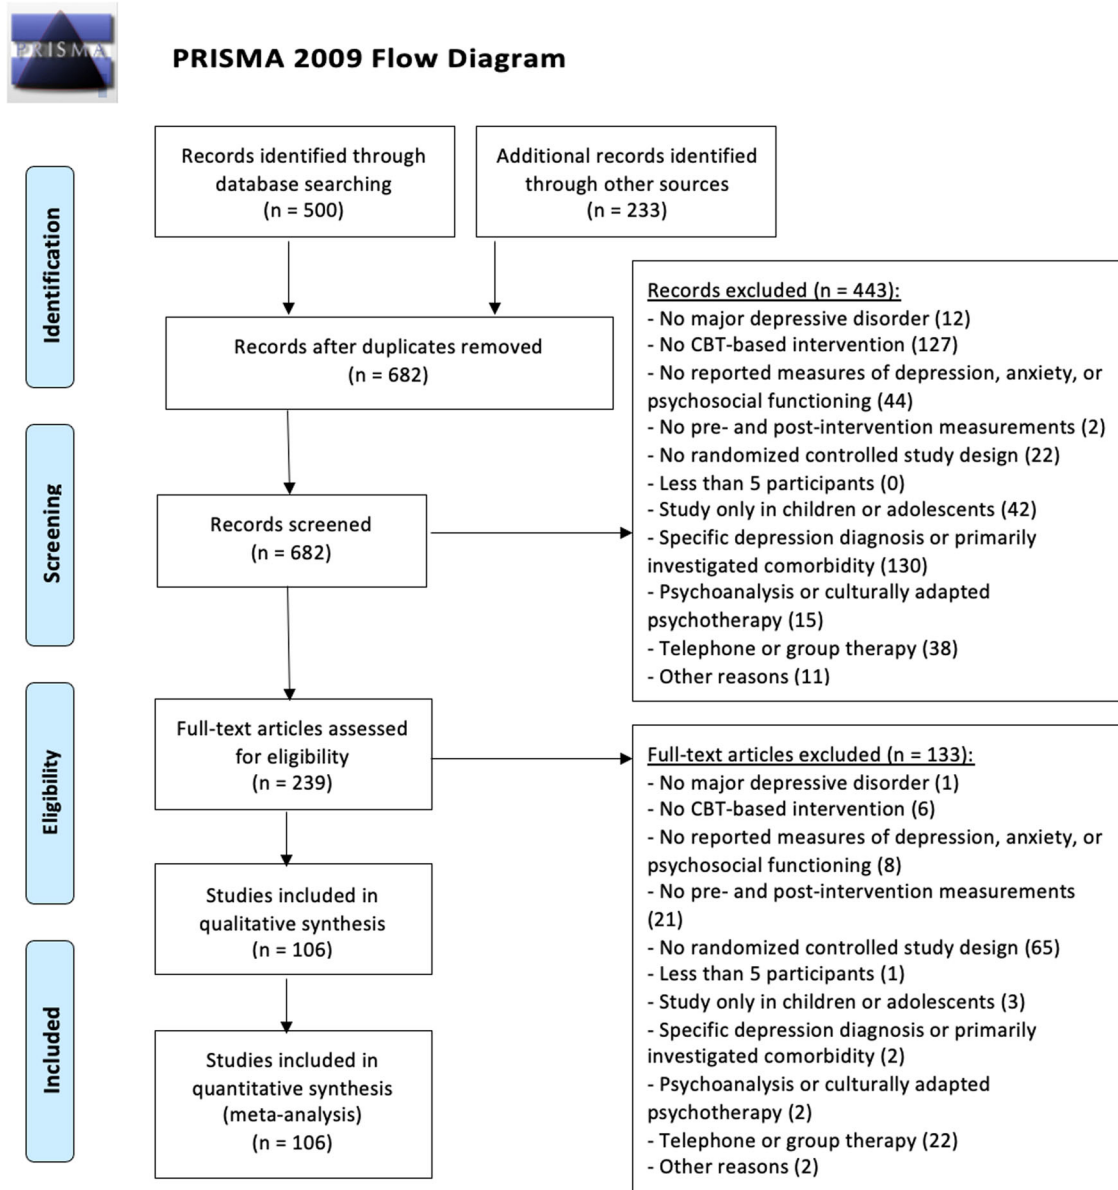 PRISMA
PRISMA 2009 Flow Diagram
Identification
Screening
Eligibility
Included
Records identified through
database searching
(n = 500)
Additional records identified
through other sources
(n = 233)
Records after duplicates removed
(n = 682)
Records screened
(n = 682)
Records excluded (n = 443):
- No major depressive disorder (12)
- No CBT-based intervention (127)
- No reported measures of depression, anxiety, or
psychosocial functioning (44)
- No pre- and post-intervention measurements (2)
- No randomized controlled study design (22)
- Less than 5 participants (0)
- Study only in children or adolescents (42)
- Specific depression diagnosis or primarily
investigated comorbidity (130)
- Psychoanalysis or culturally adapted
psychotherapy (15)
- Telephone or group therapy (38)
- Other reasons (11)
Full-text articles assessed
for eligibility
(n = 239)
Full-text articles excluded (n = 133):
- No major depressive disorder (1)
- No CBT-based intervention (6)
- No reported measures of depression, anxiety, or
psychosocial functioning (8)
- No pre- and post-intervention measurements
(21)
- No randomized controlled study design (65)
- Less than 5 participants (1)
- Study only in children or adolescents (3)
- Specific depression diagnosis or primarily
investigated comorbidity (2)
- Psychoanalysis or culturally adapted
psychotherapy (2)
- Telephone or group therapy (22)
- Other reasons (2)
Studies included in
qualitative synthesis
(n = 106)
Studies included in
quantitative synthesis
(meta-analysis)
(n = 106)